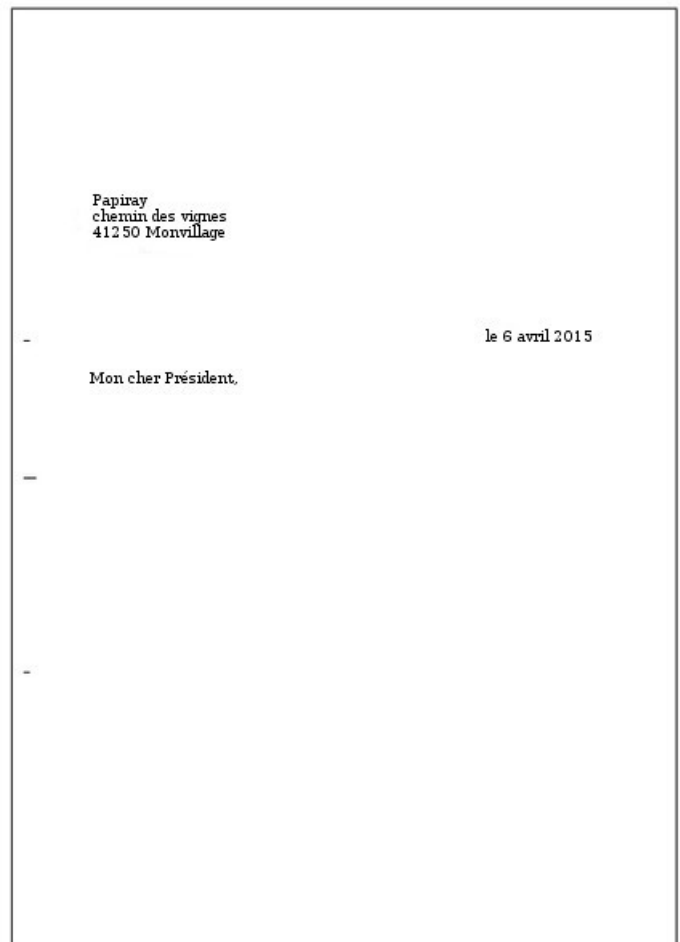 Papiray
chemin des vignes
41250 Monvillage
le 6 avril 2015
Mon cher Président,